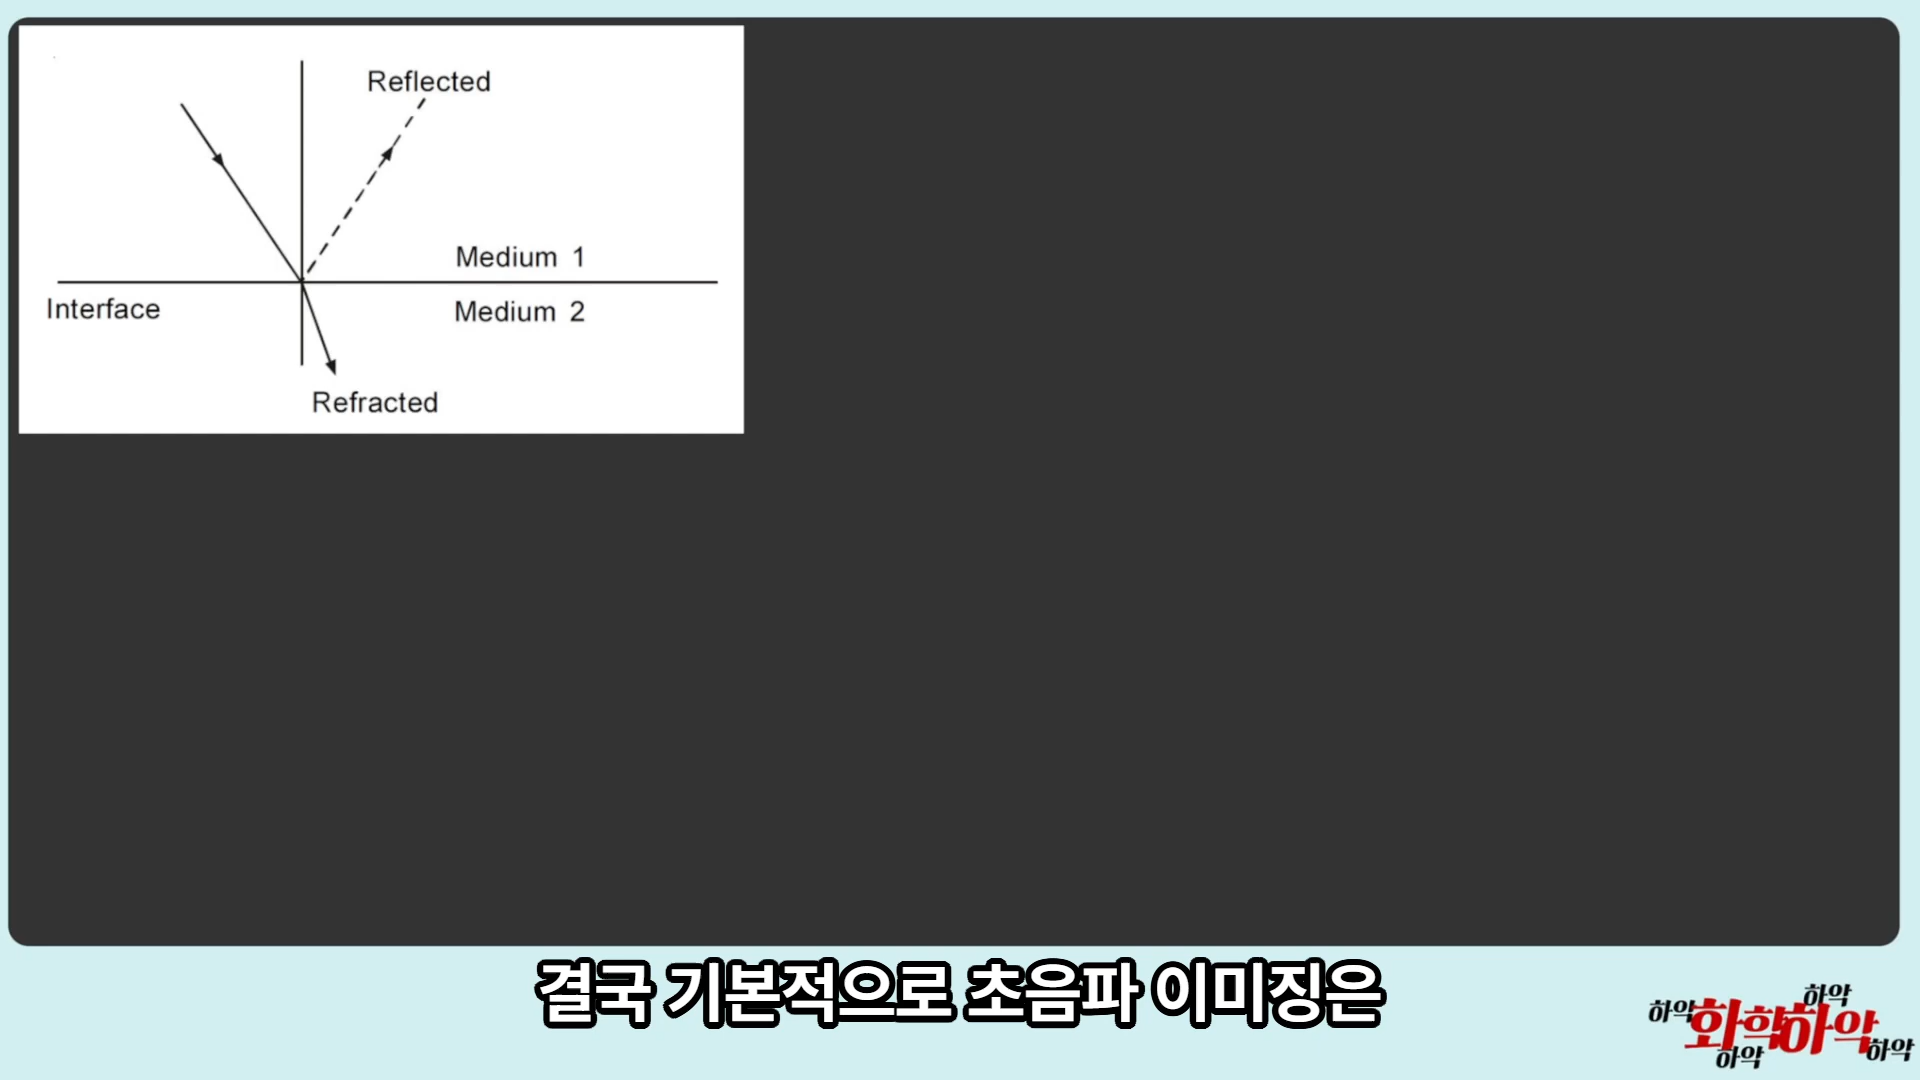 Reflected
Medium 1
Interface
Medium 2
Refracted
결국 기본적으로 초음파 이미징은
하악
하악
화학하악
하악
하악